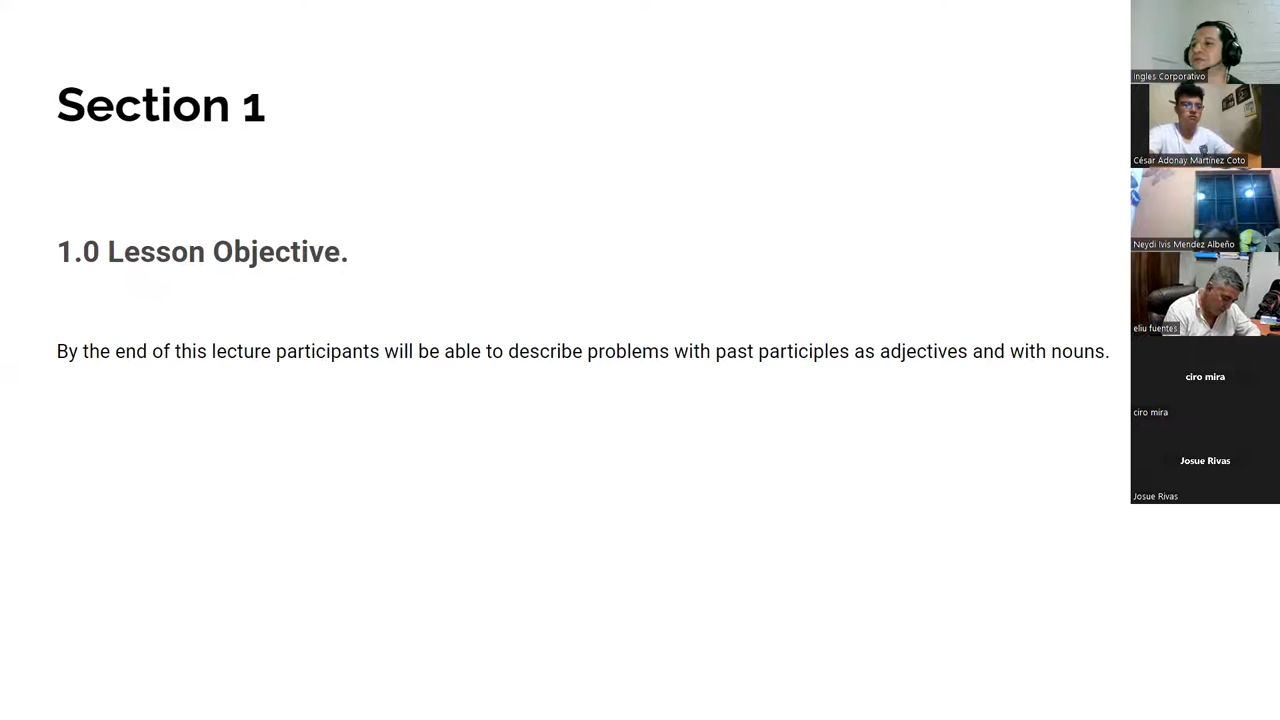 Section 1
1.0 Lesson Objective.
By the end of this lecture participants will be able to describe problems with past participles as adjectives and with nouns.
Ingles Corporativo
César Adonay Martínez Coto
Neydi Ivis Mendez Albeño
eliu fuentes
ciro mira
ciro mira
Josue Rivas
Josue Rivas